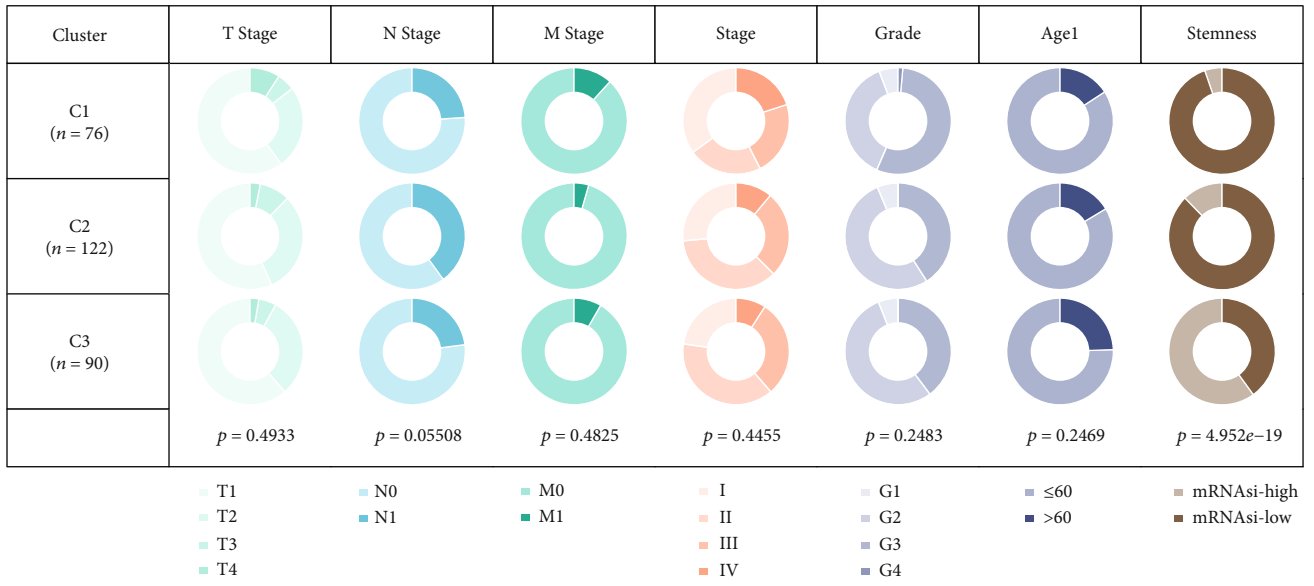 Cluster T Stage N Stage M Stage Stage Grade Age1 Stemness
C1
(n = 76)
C2
(n = 122)
C3
(n = 90)
p = 0.4933 p = 0.05508 p = 0.4825 p = 0.4455 p = 0.2483 p = 0.2469 p = 4.952e−19
T1 N0 M0 I G1 ≤60 mRNAsi-high
T2 N1 M1 II G2 >60 mRNAsi-low
T3 III G3
T4 IV G4